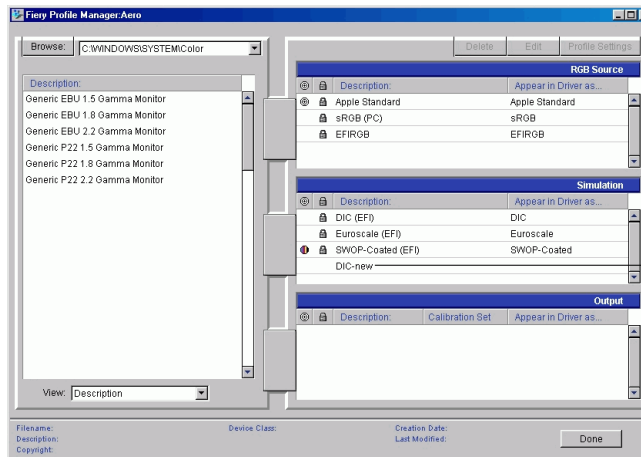 Fiery Profile Manager:Aero
Browse: C:\WINDOWS\SYSTEM\Color
Delete Edit Profile Settings
Description:
Generic EBU 1.5 Gamma Monitor
Generic EBU 1.8 Gamma Monitor
Generic EBU 2.2 Gamma Monitor
Generic P22 1.5 Gamma Monitor
Generic P22 1.8 Gamma Monitor
Generic P22 2.2 Gamma Monitor
View: Description
RGB Source
Description: Appear in Driver as...
Apple Standard Apple Standard
sRGB (PC) sRGB
EFIRGB EFIRGB
Simulation
Description: Appear in Driver as...
DIC (EFI) DIC
Euroscale (EFI) Euroscale
SWOP-Coated (EFI) SWOP-Coated
DIC-new
Output
Description: Calibration Set Appear in Driver as...
Filename: Device Class: Creation Date:
Description: Last Modified:
Copyright:
Done